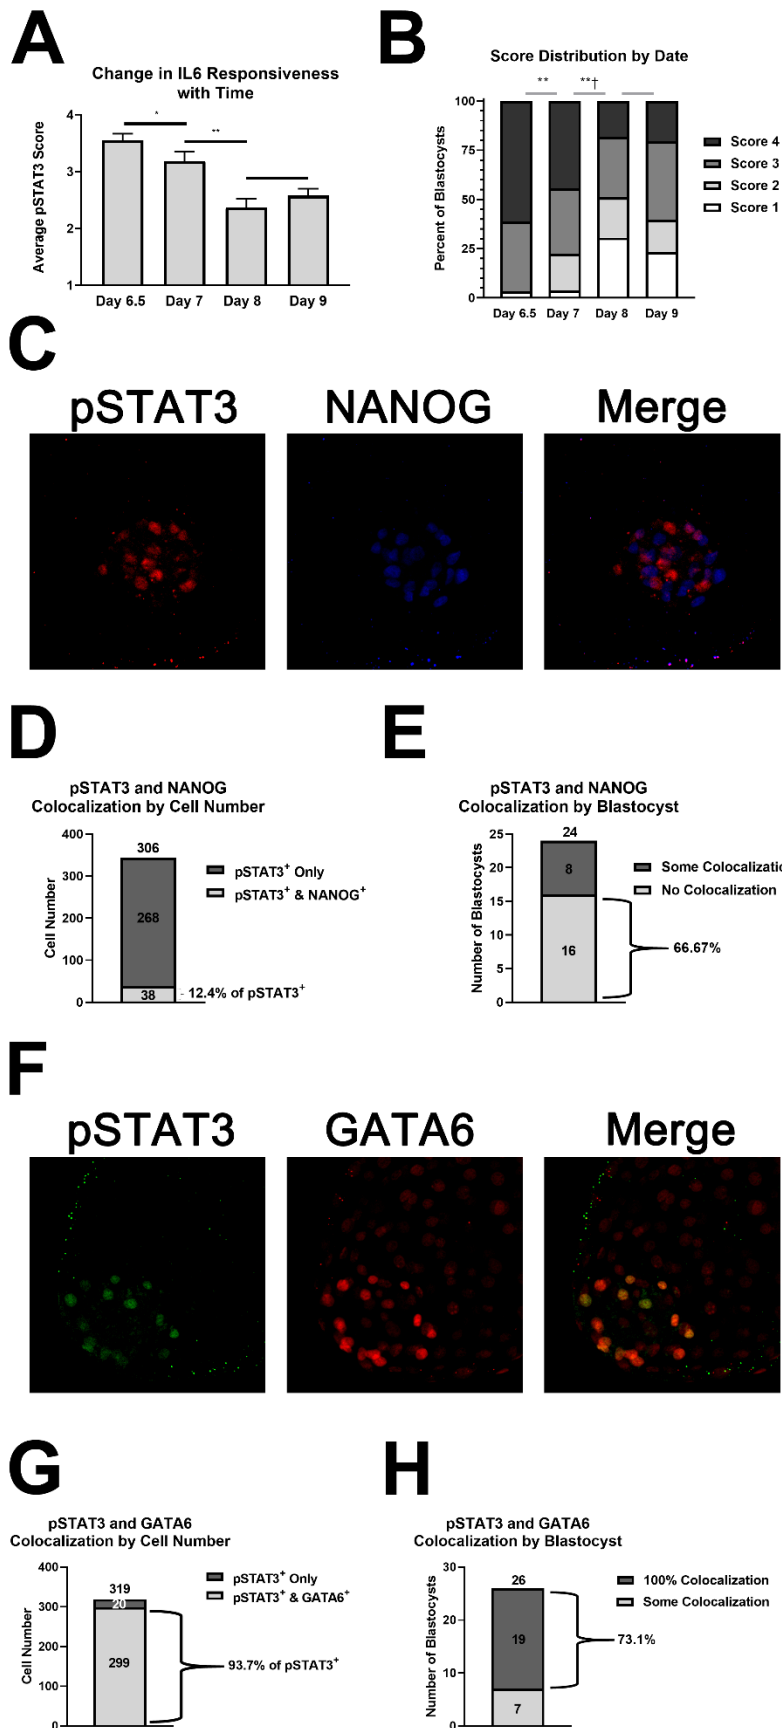 A
Change in IL6 Responsiveness
with Time
Average pSTAT3 Score
4
3
2
1
*
**
Day 6.5 Day 7 Day 8 Day 9
B
Score Distribution by Date
** **†
Percent of Blastocysts
100
75
50
25
0
Score 4
Score 3
Score 2
Score 1
Day 6.5 Day 7 Day 8 Day 9
C
pSTAT3 NANOG Merge
D
pSTAT3 and NANOG
Colocalization by Cell Number
Cell Number
400
300
200
100
0
306
268
38
12.4% of pSTAT3+
pSTAT3+ Only
pSTAT3+ & NANOG+
E
pSTAT3 and NANOG
Colocalization by Blastocyst
Number of Blastocysts
25
20
15
10
5
0
24
8
16
66.67%
Some Colocalizatio
No Colocalization
F
pSTAT3 GATA6 Merge
G
pSTAT3 and GATA6
Colocalization by Cell Number
Cell Number
400
300
200
100
0
319
20
299
93.7% of pSTAT3+
pSTAT3+ Only
pSTAT3+ & GATA6+
H
pSTAT3 and GATA6
Colocalization by Blastocyst
Number of Blastocysts
30
20
10
0
26
19
7
73.1%
100% Colocalization
Some Colocalization